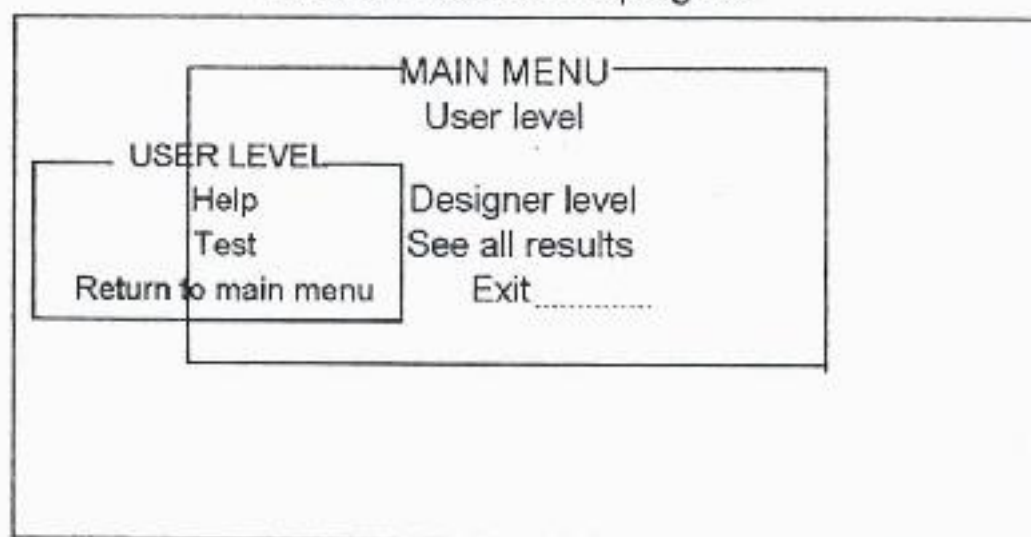 MAIN MENU
User level
USER LEVEL
Help
Test
Return to main menu
Designer level
See all results
Exit